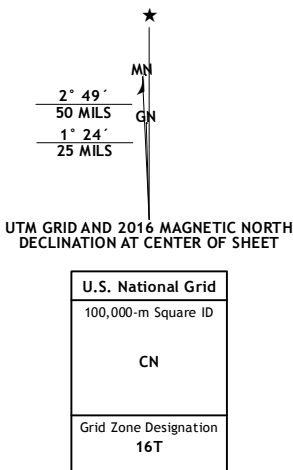 ★
MN
2° 49´
50 MILS
GN
1° 24´
25 MILS
UTM GRID AND 2016 MAGNETIC NORTH
DECLINATION AT CENTER OF SHEET
U.S. National Grid
100,000-m Square ID
CN
Grid Zone Designation
16T